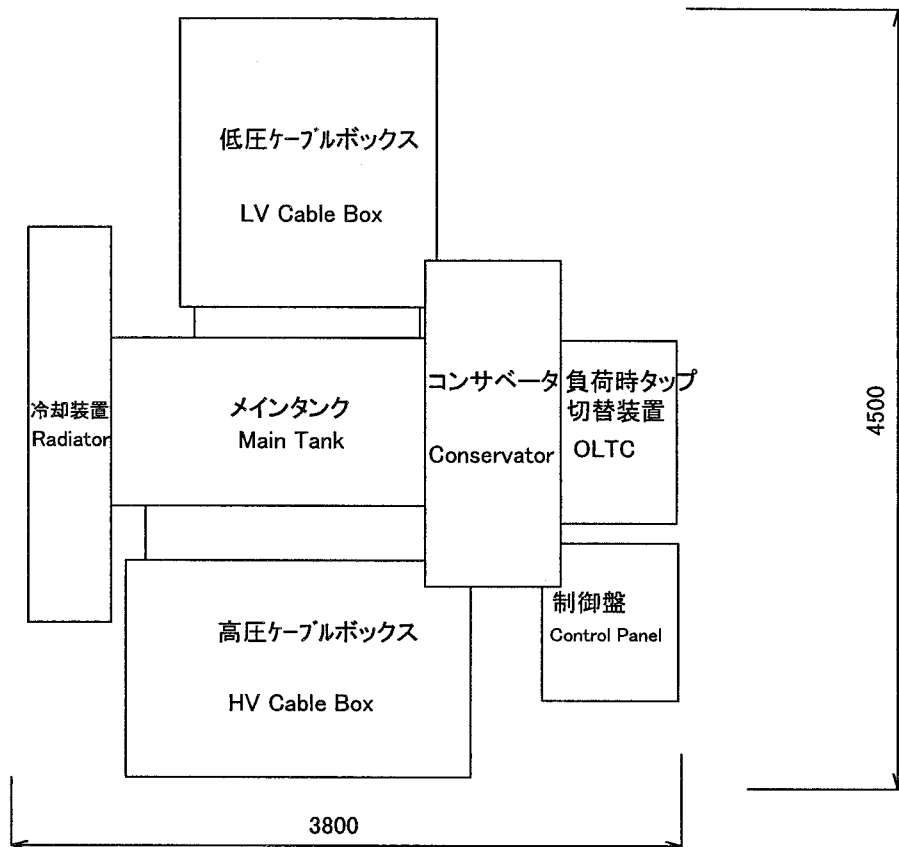 低圧ケーブルボックス
LV Cable Box
冷却装置
Radiator
メインタンク
Main Tank
コンサベータ
Conservator
負荷時タップ
切替装置
OLTC
4500
高圧ケーブルボックス
HV Cable Box
制御盤
Control Panel
3800